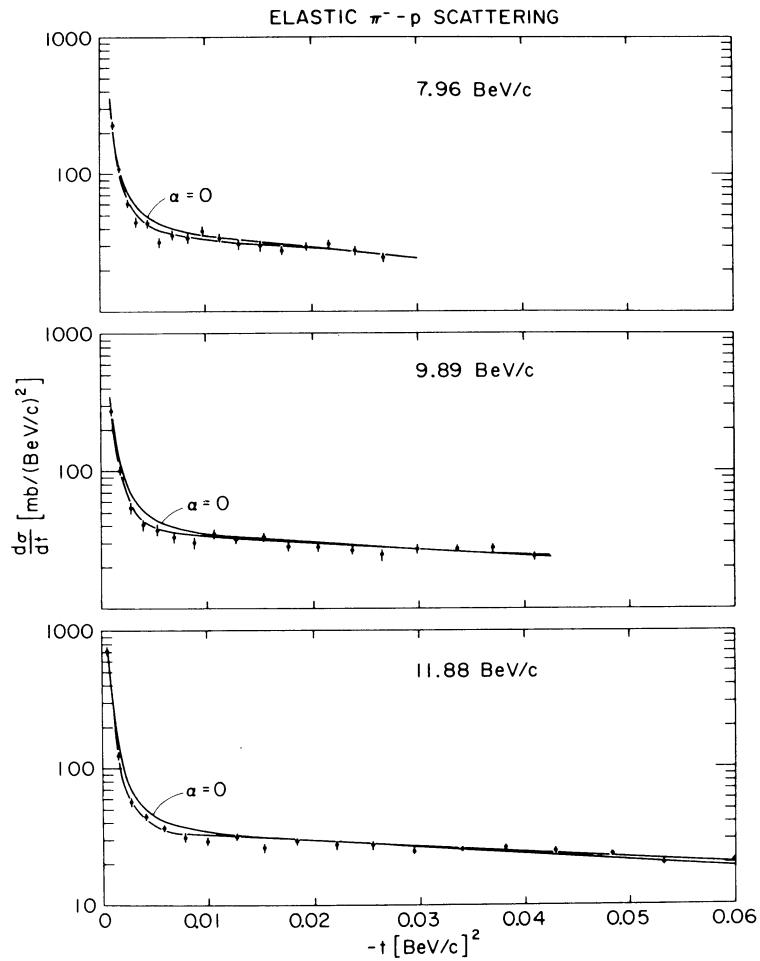 ELASTIC π⁻-p SCATTERING
1000
7.96 BeV/c
100
α=0
1000
9.89 BeV/c
100
α=0
dσ/dt [mb/(BeV/c)²]
1000
11.88 BeV/c
100
α=0
10
0 0.01 0.02 0.03 0.04 0.05 0.06
-t [BeV/c]²